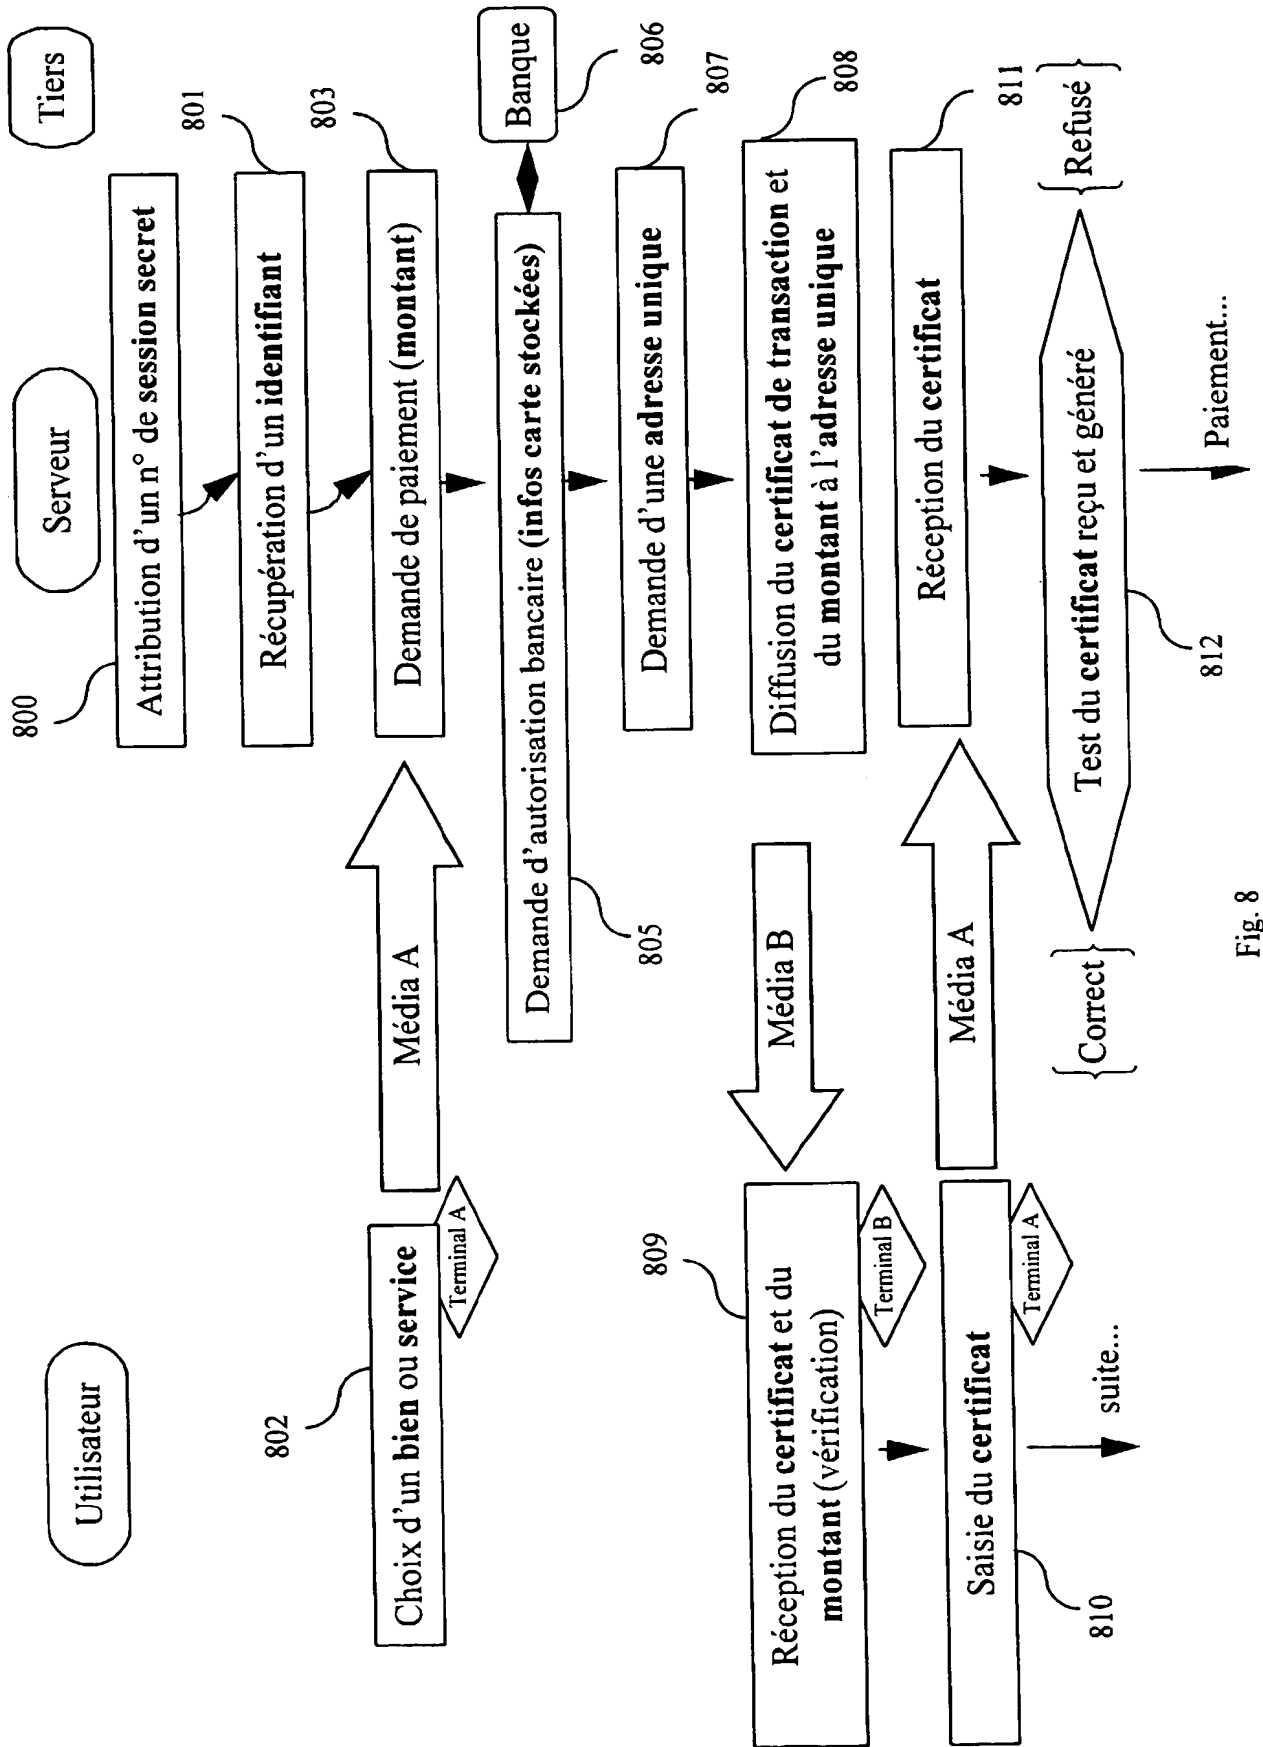 Utilisateur
Serveur
Tiers
800
Attribution d'un n° de session secret
801
Récupération d'un identifiant
802
Choix d'un bien ou service
Terminal A
Média A
803
Demande de paiement (montant)
Demande d'autorisation bancaire (infos carte stockées)
805
Banque
806
807
Demande d'une adresse unique
808
Diffusion du certificat de transaction et
du montant à l'adresse unique
Média B
809
Réception du certificat et du
montant (vérification)
Terminal B
Saisie du certificat
810
Terminal A
Média A
811
Réception du certificat
suite...
{Correct}
Test du certificat reçu et généré
{Refusé}
812
Paiement...
Fig. 8